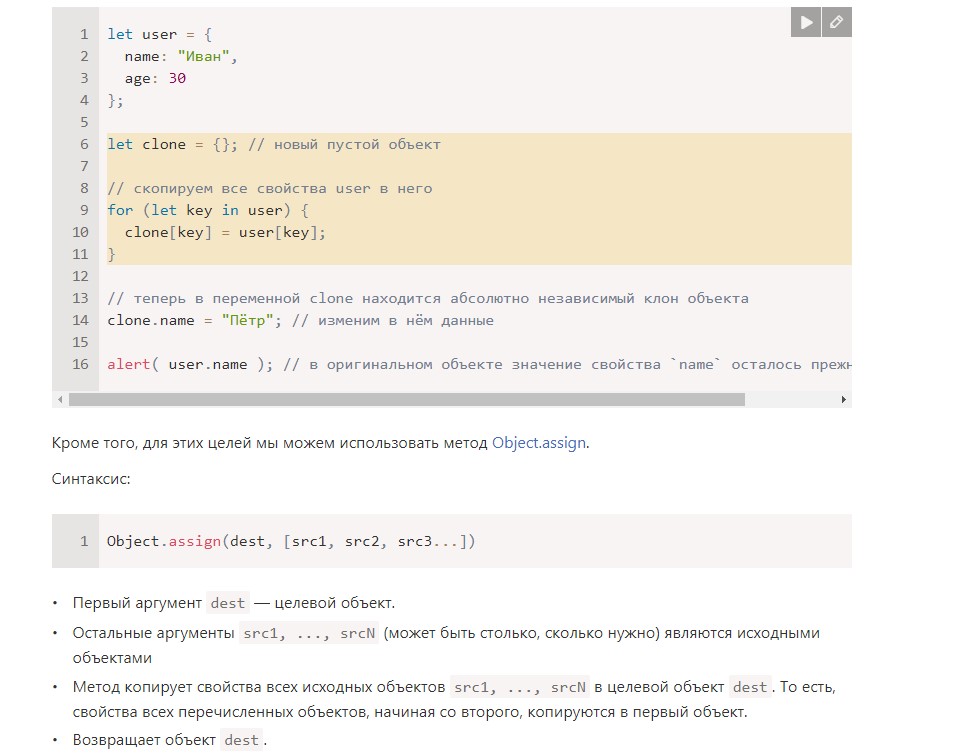 1 let user = {
2 name: "Иван",
3 age: 30
4 };
5
6 let clone = {}; // новый пустой объект
7
8 // скопируем все свойства user в него
9 for (let key in user) {
10 clone[key] = user[key];
11 }
12
13 // теперь в переменной clone находится абсолютно независимый клон объекта
14 clone.name = "Пётр"; // изменим в нём данные
15
16 alert( user.name ); // в оригинальном объекте значение свойства `name` осталось прежн
Кроме того, для этих целей мы можем использовать метод Object.assign.
Синтаксис:
1 Object.assign(dest, [src1, src2, src3...])
• Первый аргумент dest — целевой объект.
• Остальные аргументы src1, ..., srcN (может быть столько, сколько нужно) являются исходными
объектами
• Метод копирует свойства всех исходных объектов src1, ..., srcN в целевой объект dest. То есть,
свойства всех перечисленных объектов, начиная со второго, копируются в первый объект.
• Возвращает объект dest.